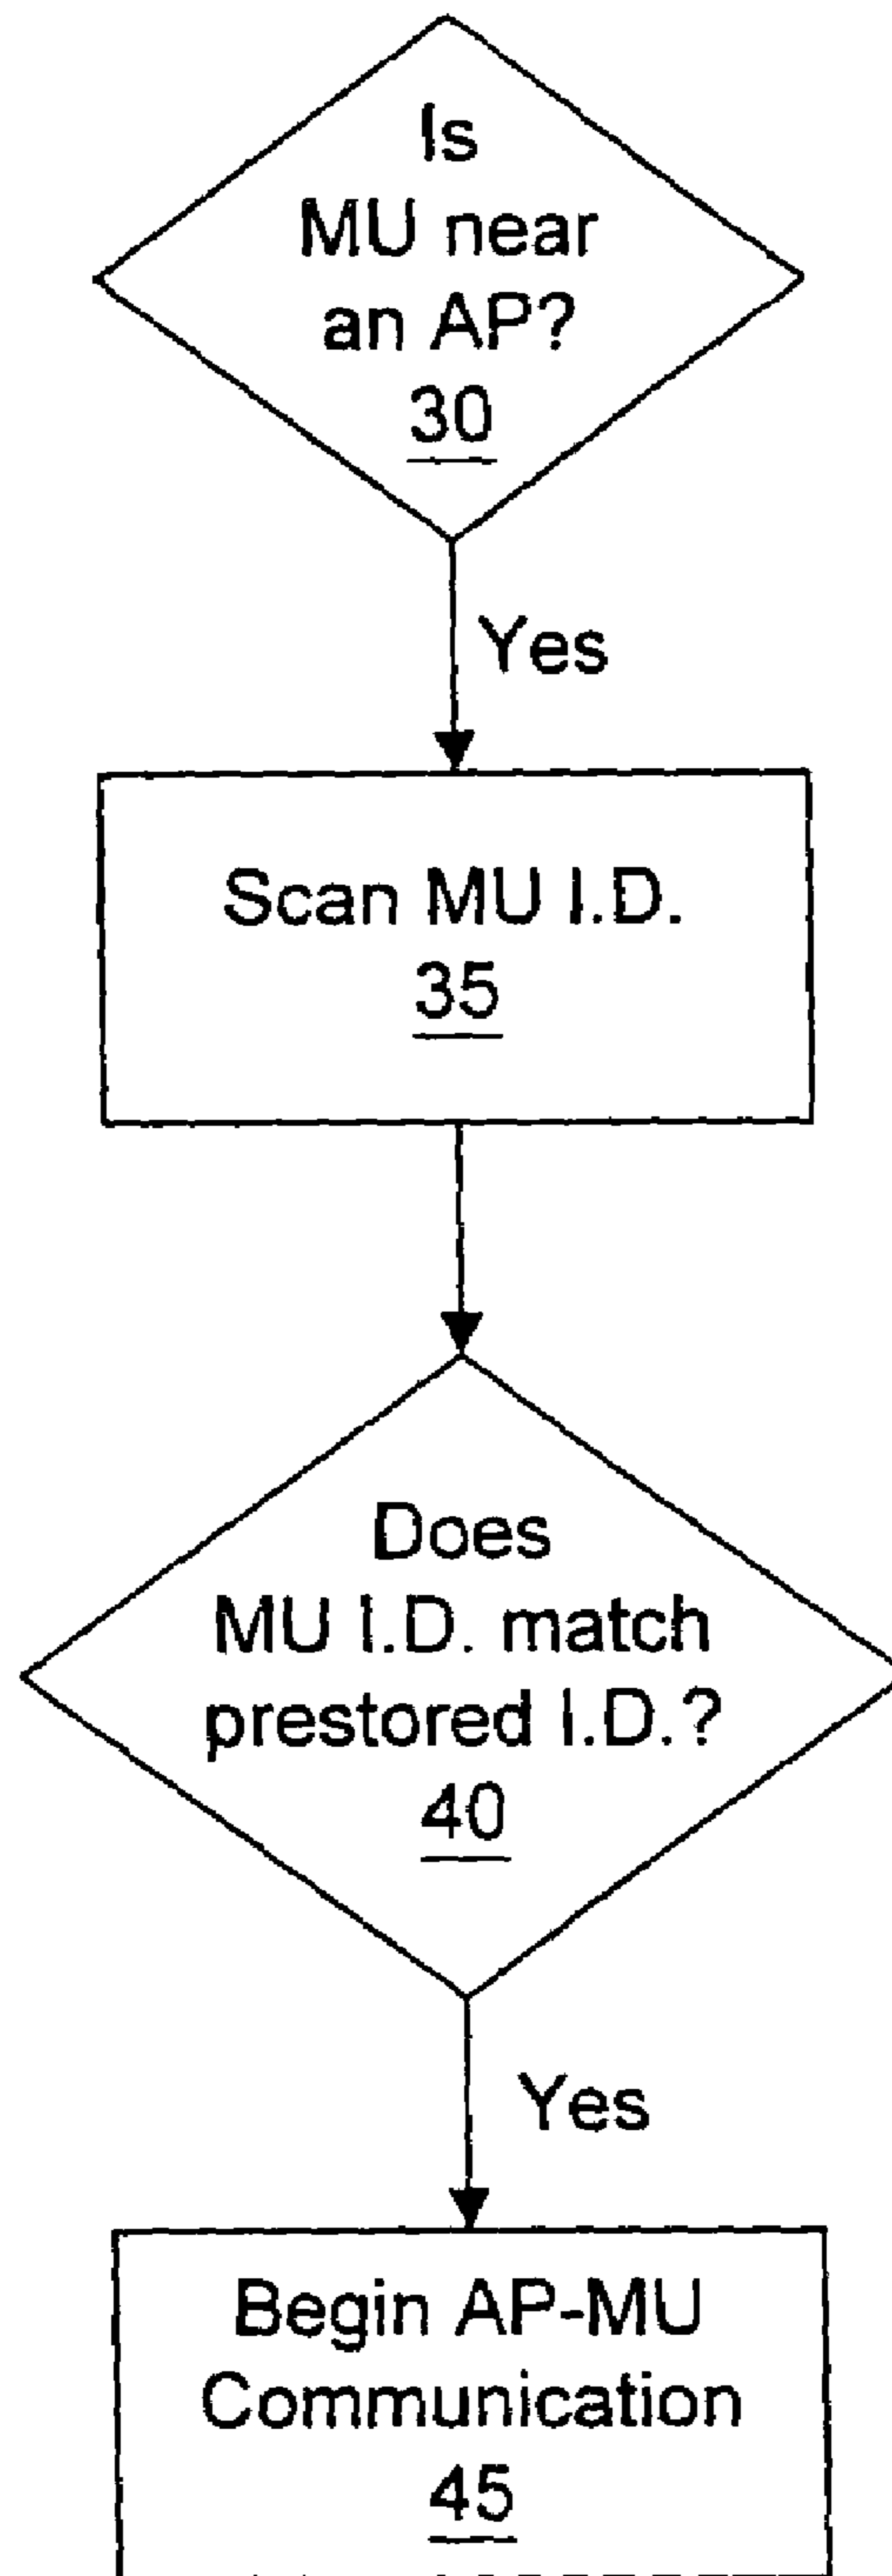 Is
MU near
an AP?
30
Yes
Scan MU I.D.
35
Does
MU I.D. match
prestored I.D.?
40
Yes
Begin AP-MU
Communication
45